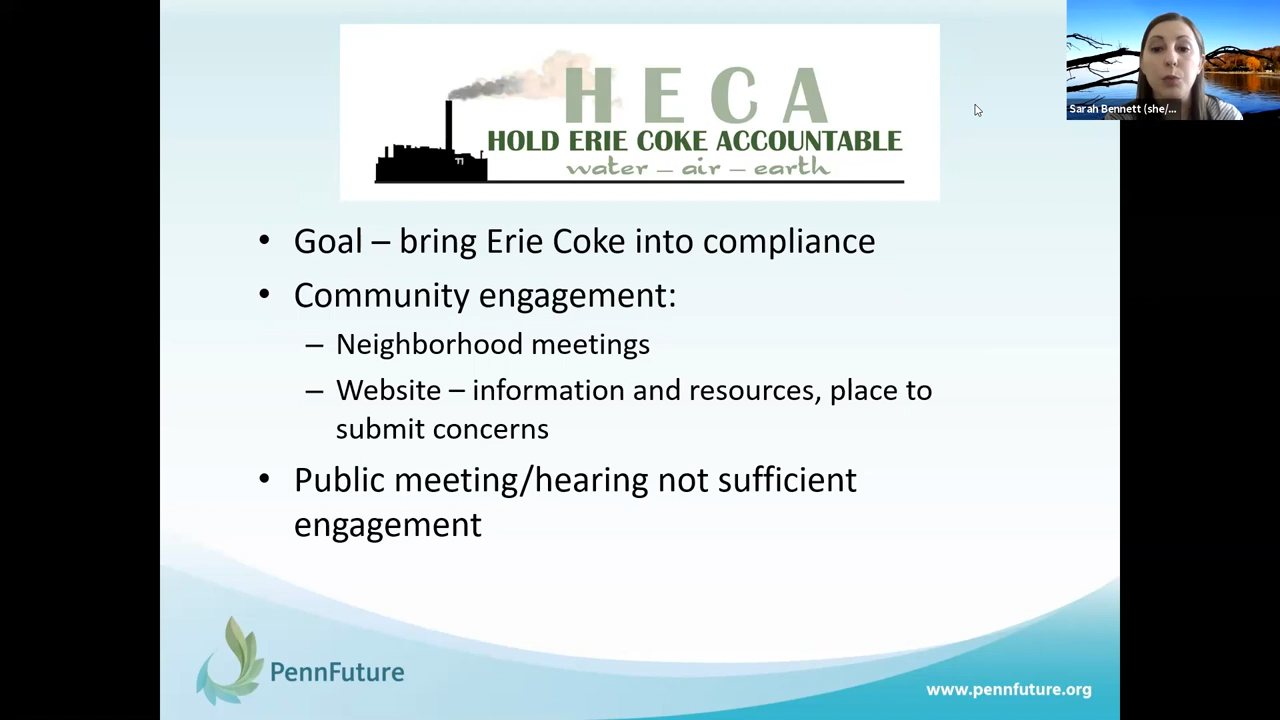 HECA
HOLD ERIE COKE ACCOUNTABLE
water – air – earth
Sarah Bennett (she/...
• Goal – bring Erie Coke into compliance
• Community engagement:
– Neighborhood meetings
– Website – information and resources, place to
submit concerns
• Public meeting/hearing not sufficient
engagement
PennFuture
www.pennfuture.org